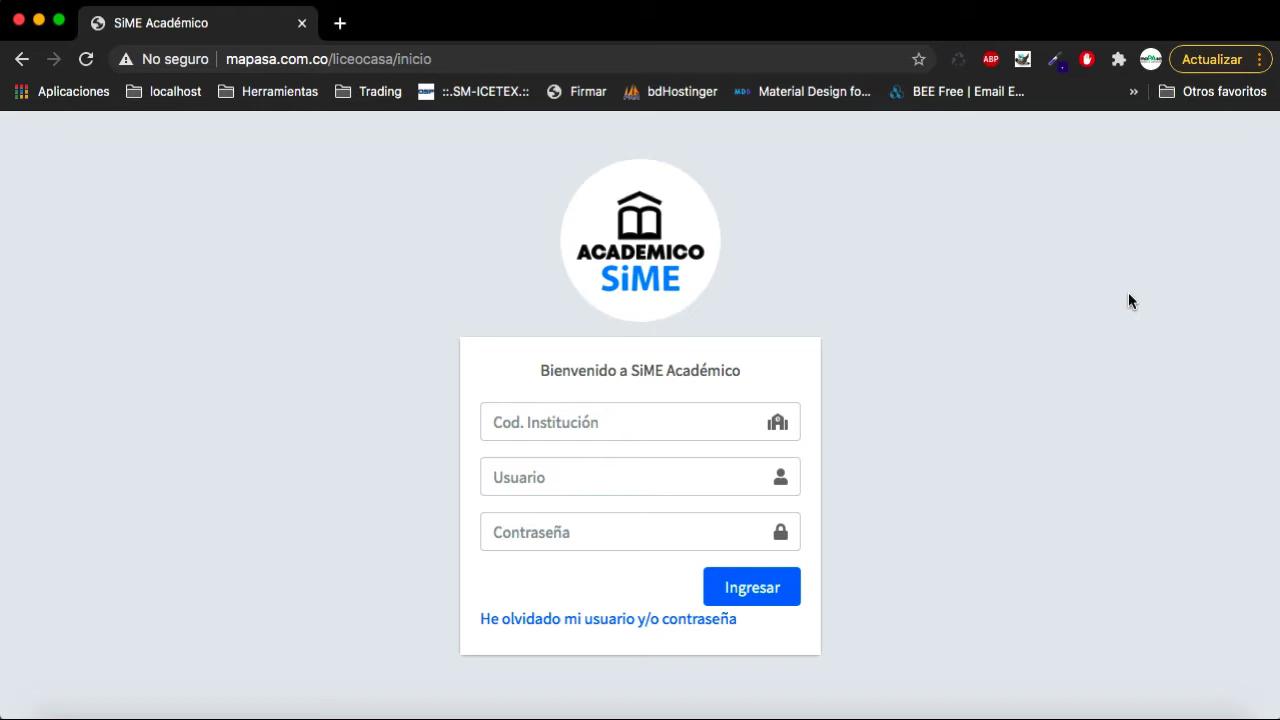 SiME Académico
No seguro mapasa.com.co/liceocasa/inicio ABP Actualizar
Aplicaciones localhost Herramientas Trading ::.SM-ICETEX.:: Firmar bdHostinger MDB Material Design fo... BEE Free | Email E... » Otros favoritos
ACADEMICO
SiME
Bienvenido a SiME Académico
Cod. Institución
Usuario
Contraseña
Ingresar
He olvidado mi usuario y/o contraseña